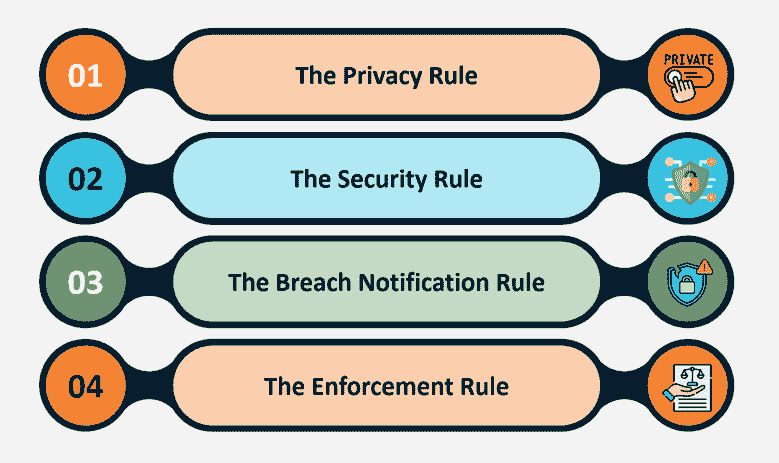 01
The Privacy Rule
PRIVATE
02
The Security Rule
03
The Breach Notification Rule
04
The Enforcement Rule